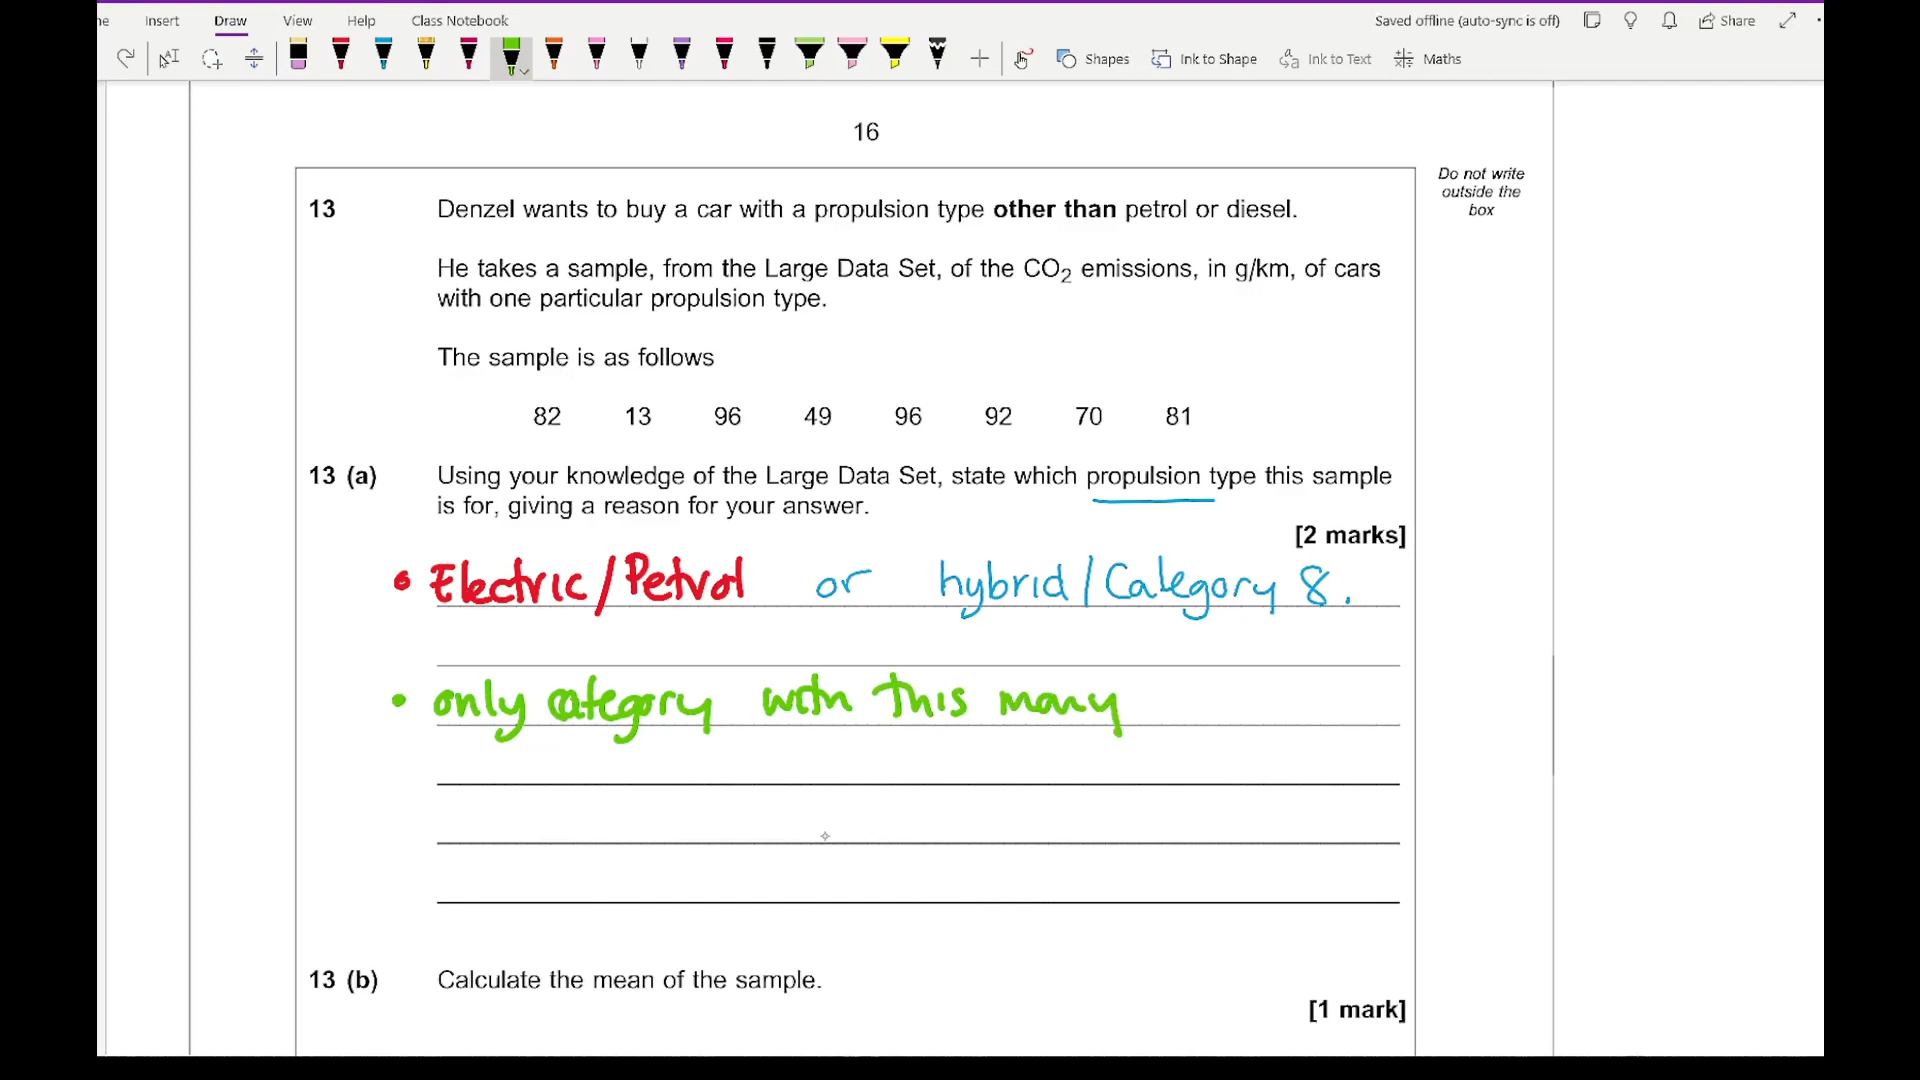 Insert Draw View Help Class Notebook Saved offline (auto-sync is off) Share
Shapes Ink to Shape Ink to Text Maths
16
Do not write
outside the
box
13 Denzel wants to buy a car with a propulsion type other than petrol or diesel.
He takes a sample, from the Large Data Set, of the CO₂ emissions, in g/km, of cars
with one particular propulsion type.
The sample is as follows
82 13 96 49 96 92 70 81
13 (a) Using your knowledge of the Large Data Set, state which propulsion type this sample
is for, giving a reason for your answer.
[2 marks]
• Electric/Petrol or hybrid/Category 8.
• only category with this many
13 (b) Calculate the mean of the sample.
[1 mark]